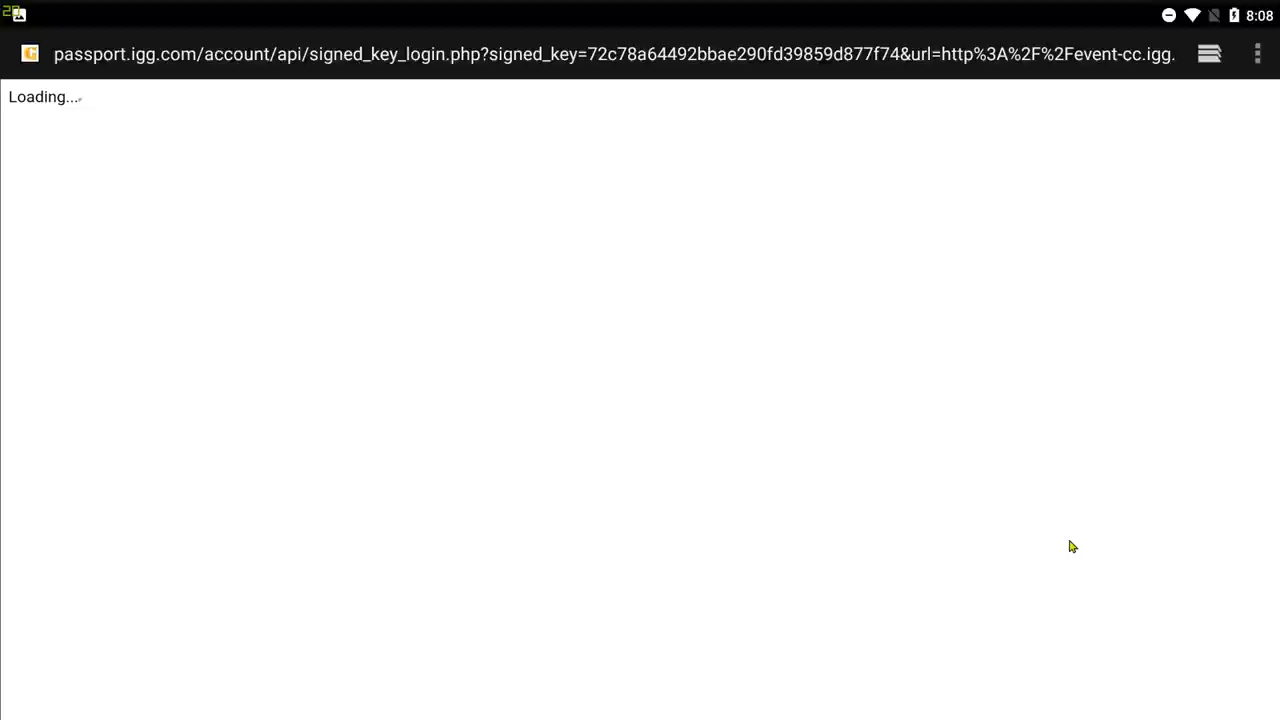 29
8:08
passport.igg.com/account/api/signed_key_login.php?signed_key=72c78a64492bbae290fd39859d877f74&url=http%3A%2F%2Fevent-cc.igg.
Loading...